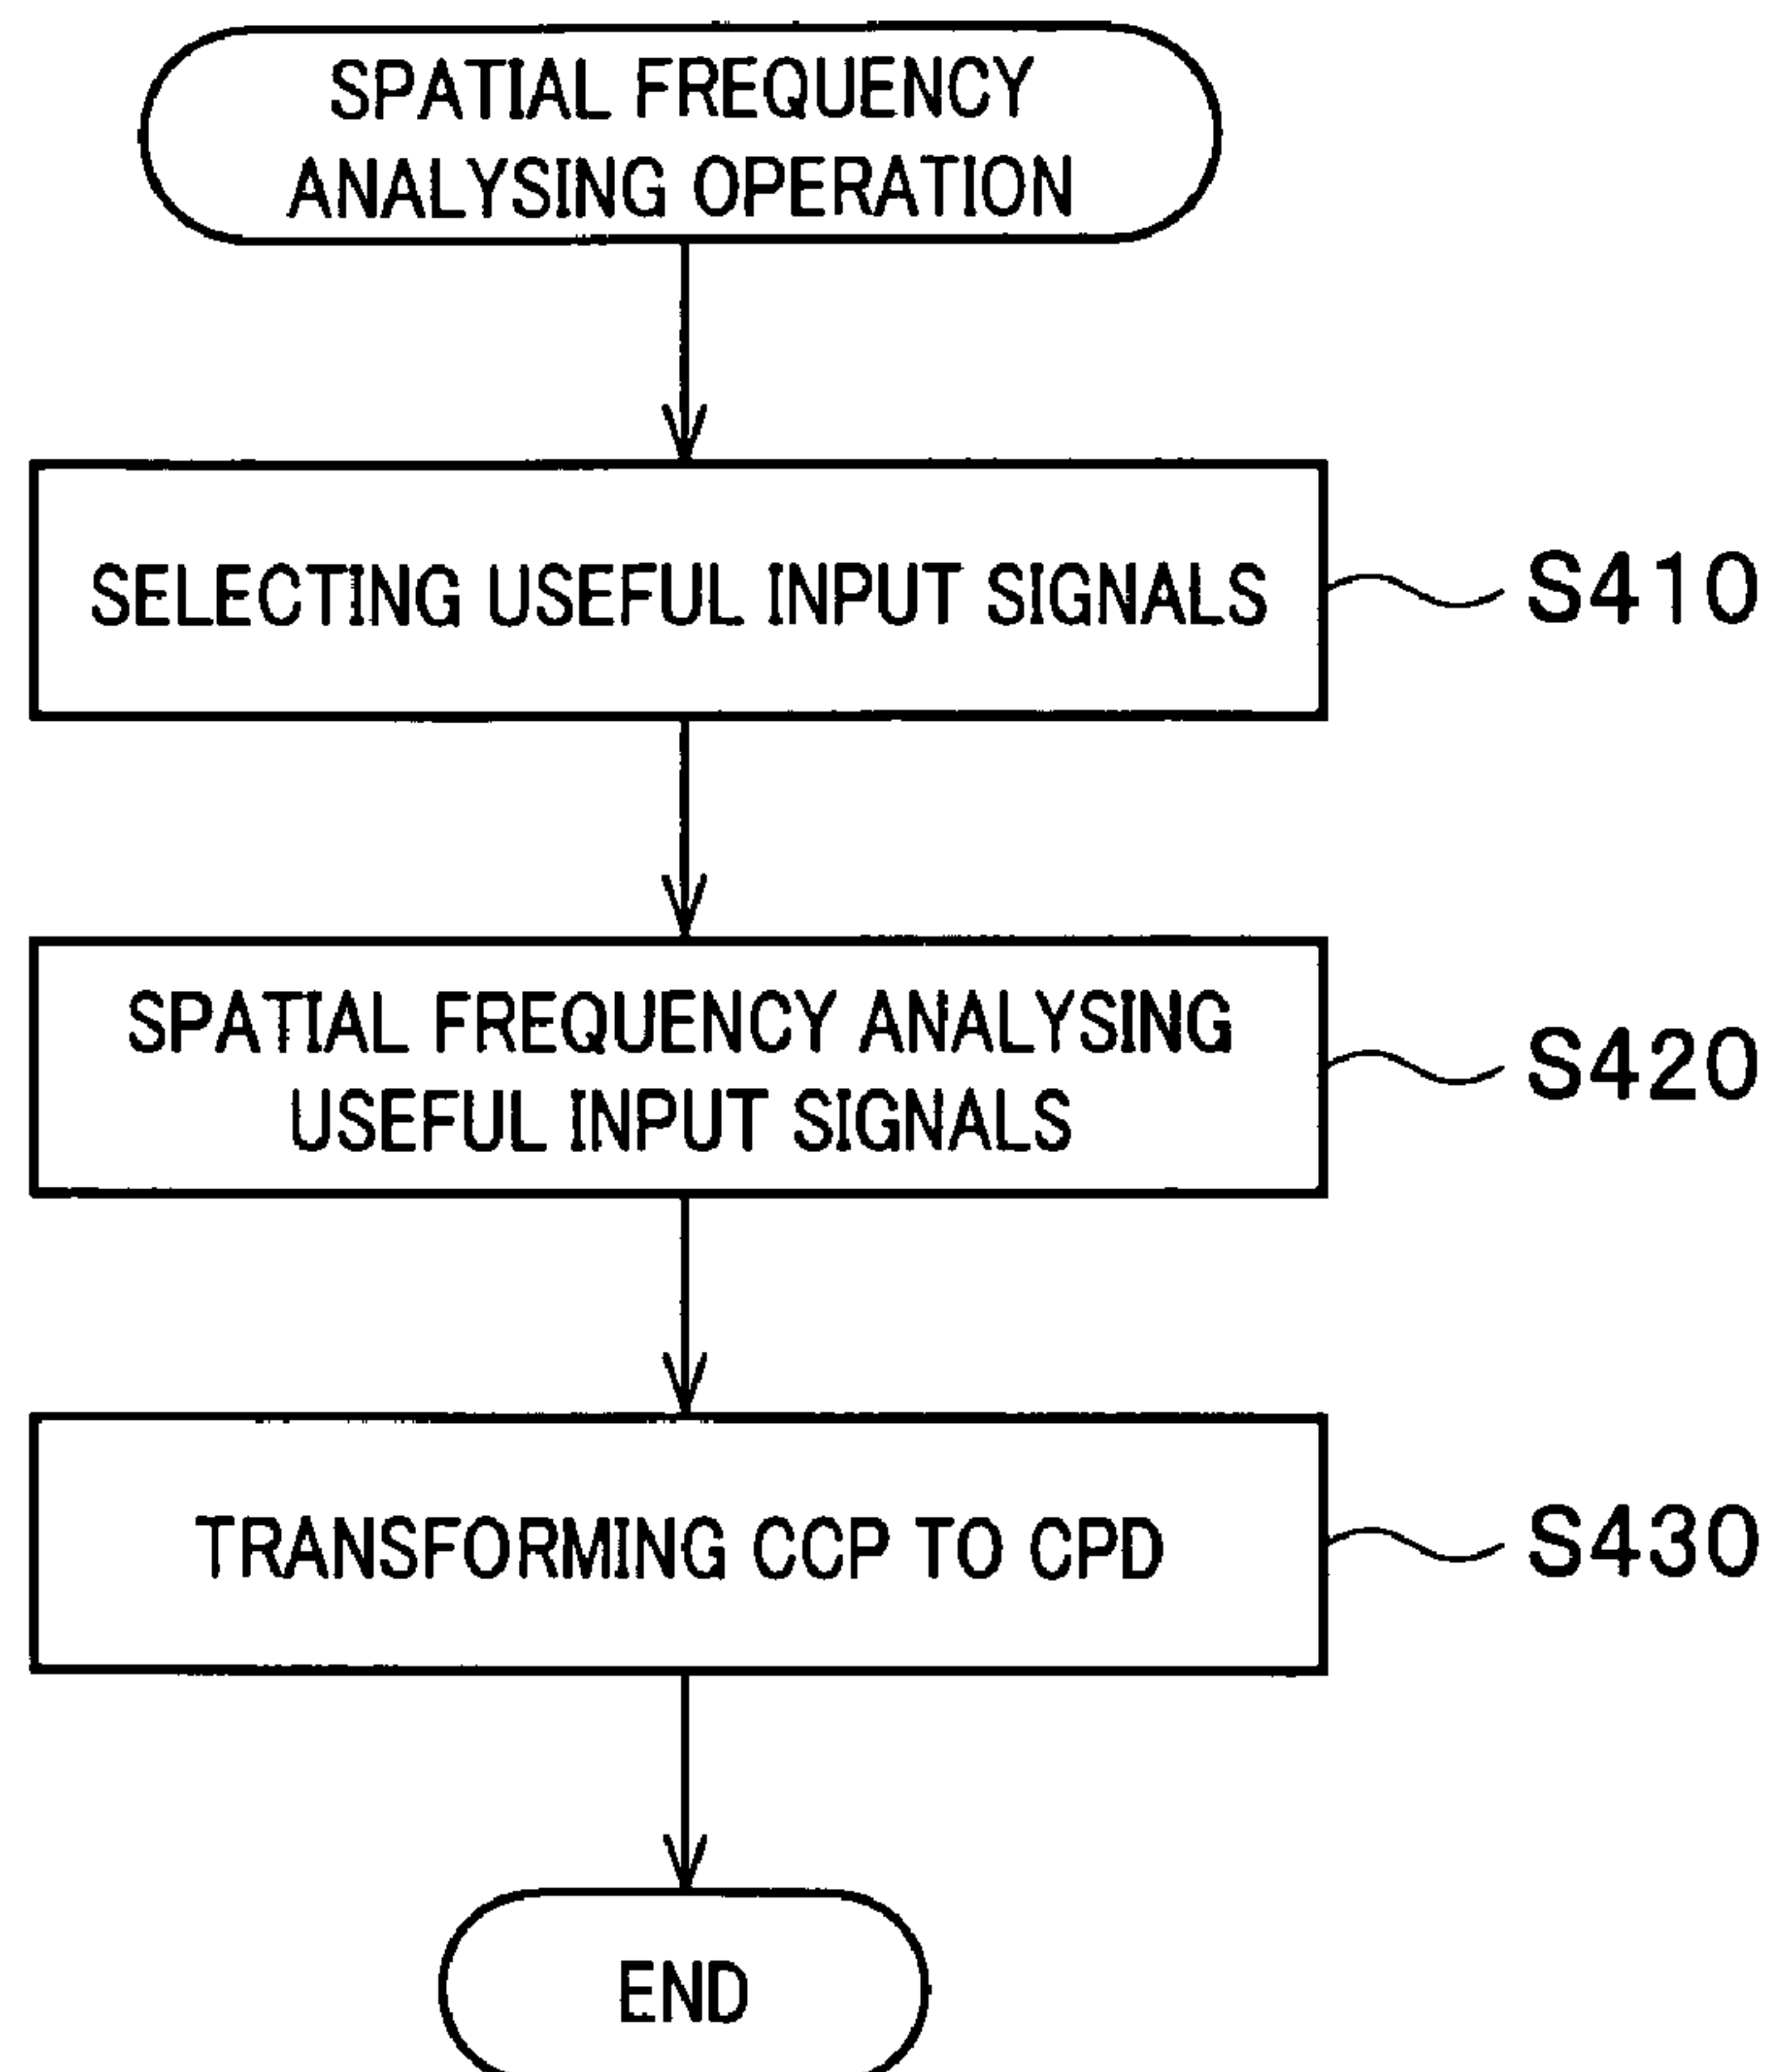 SPATIAL FREQUENCY
ANALYSING OPERATION
SELECTING USEFUL INPUT SIGNALS
S410
SPATIAL FREQUENCY ANALYSING
USEFUL INPUT SIGNALS
S420
TRANSFORMING CCP TO CPD
S430
END